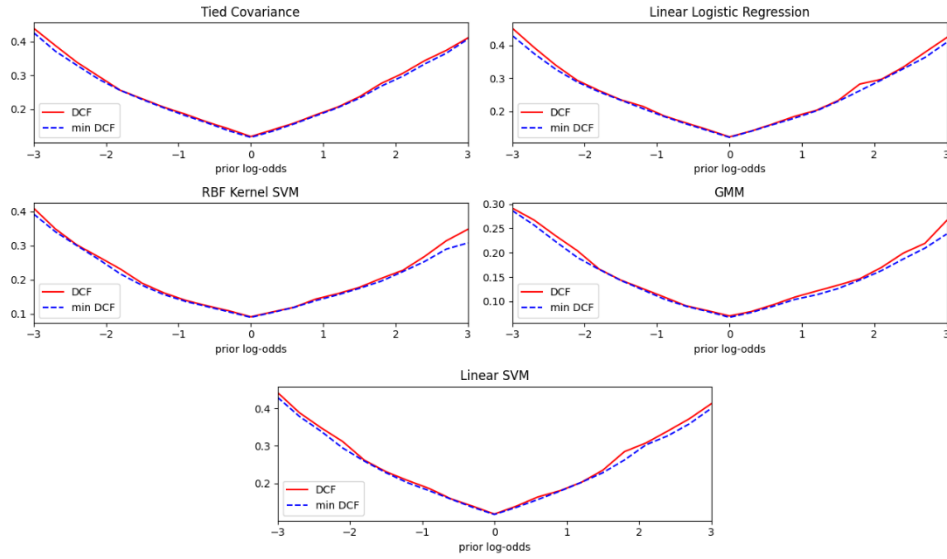 Tied Covariance
0.4
0.3
0.2
DCF
min DCF
−3 −2 −1 0 1 2 3
prior log-odds
Linear Logistic Regression
0.4
0.3
0.2
DCF
min DCF
−3 −2 −1 0 1 2 3
prior log-odds
RBF Kernel SVM
0.4
0.3
0.2
0.1
DCF
min DCF
−3 −2 −1 0 1 2 3
prior log-odds
GMM
0.30
0.25
0.20
0.15
0.10
DCF
min DCF
−3 −2 −1 0 1 2 3
prior log-odds
Linear SVM
0.4
0.3
0.2
DCF
min DCF
−3 −2 −1 0 1 2 3
prior log-odds